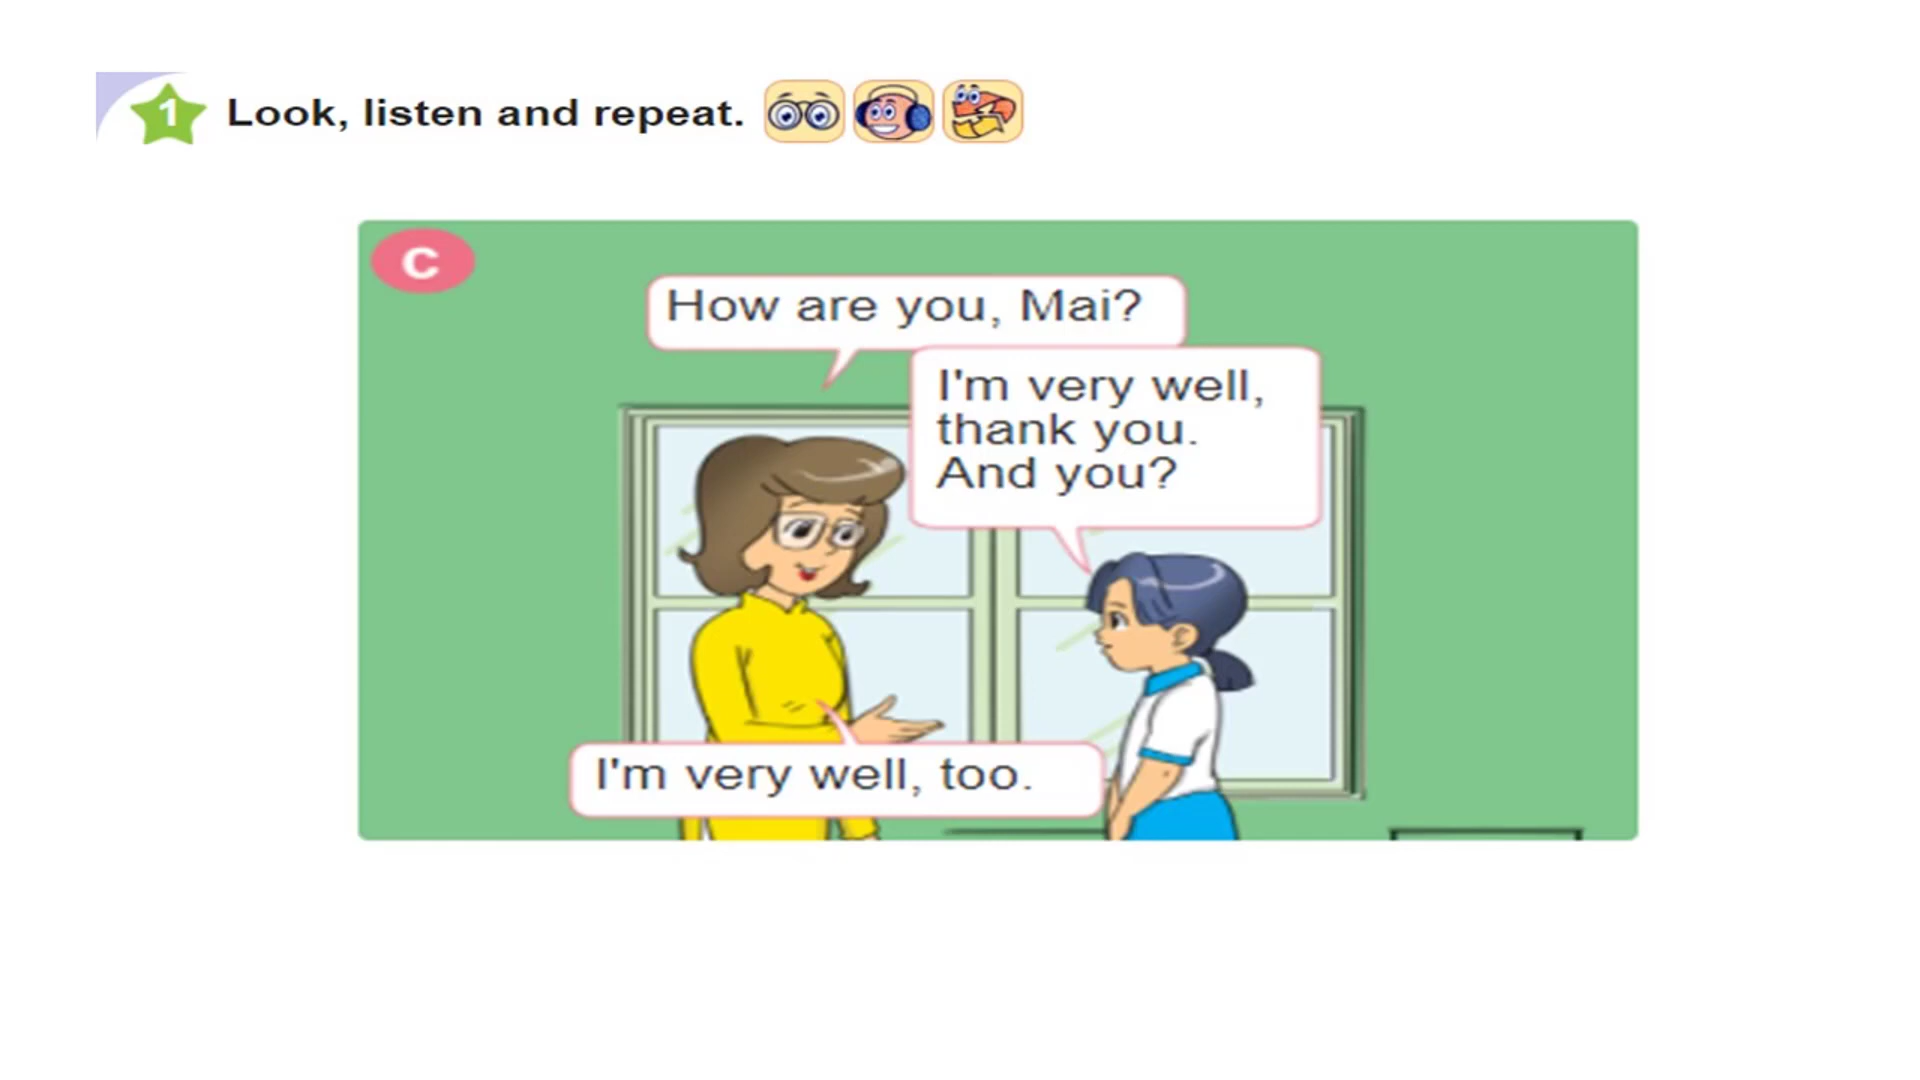 1 Look, listen and repeat.
C
How are you, Mai?
I'm very well,
thank you.
And you?
I'm very well, too.